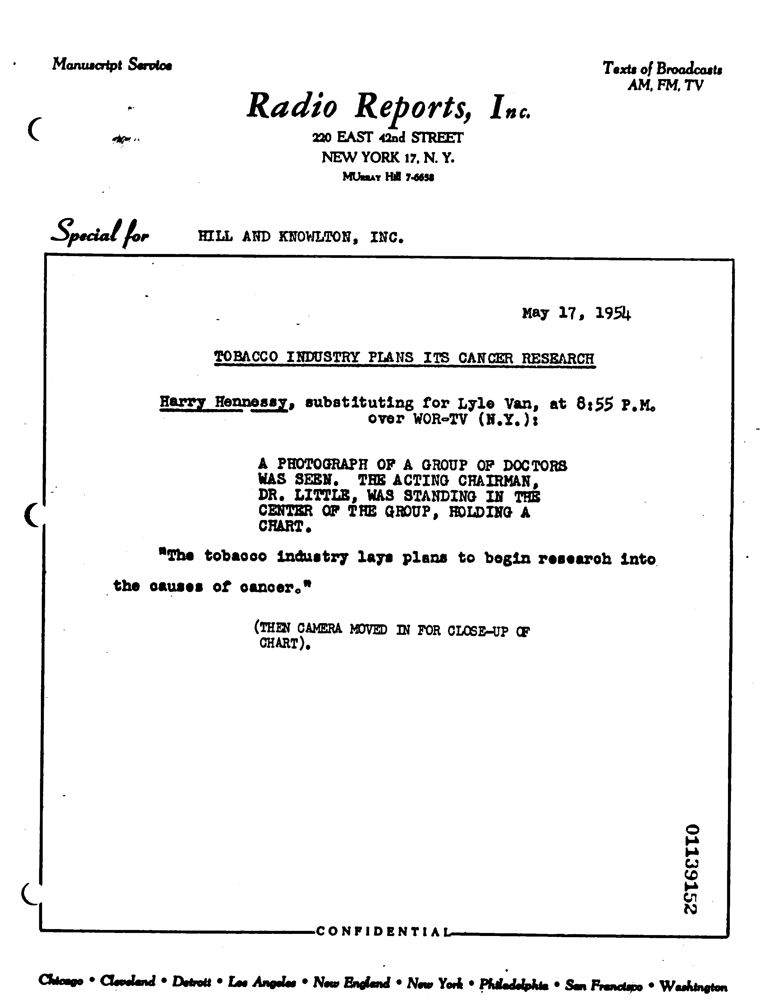 Manuscript Service
Texts of Broadcasts
AM, FM, TV
Radio Reports, Inc.
220 EAST 42nd STREET
NEW YORK 17, N. Y.
MURRAY Hill 7-6658
Special for HILL AND KNOWLTON, INC.
May 17, 1954
TOBACCO INDUSTRY PLANS ITS CANCER RESEARCH
Harry Hennessy, substituting for Lyle Van, at 8:55 P.M.
over WOR-TV (N.Y.):
A PHOTOGRAPH OF A GROUP OF DOCTORS
WAS SEEN. THE ACTING CHAIRMAN,
DR. LITTLE, WAS STANDING IN THE
CENTER OF THE GROUP, HOLDING A
CHART.
"The tobacco industry lays plans to begin research into
the causes of cancer."
(THEN CAMERA MOVED IN FOR CLOSE-UP OF
CHART).
01139152
CONFIDENTIAL
Chicago • Cleveland • Detroit • Los Angeles • New England • New York • Philadelphia • San Francisco • Washington